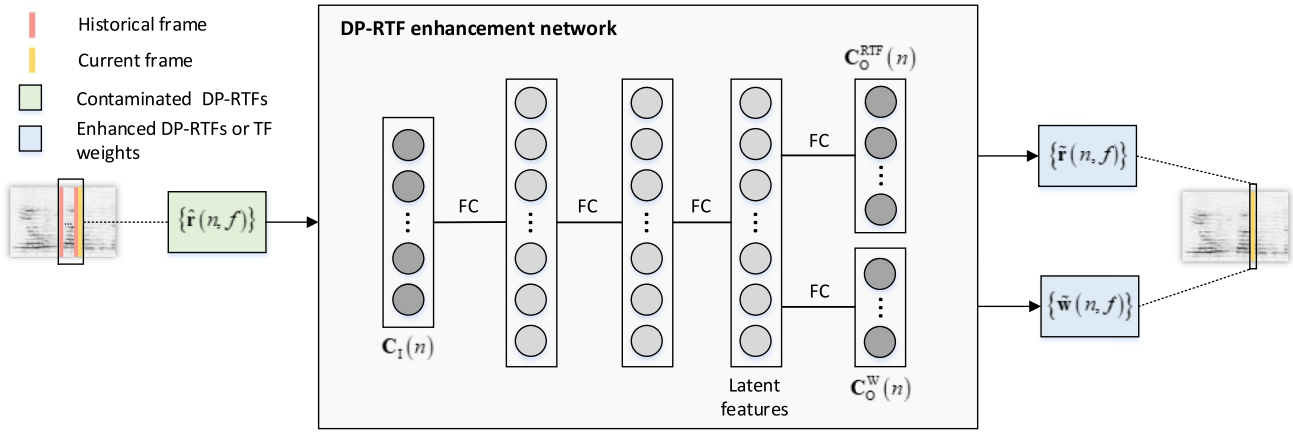 Historical frame
Current frame
Contaminated DP-RTFs
Enhanced DP-RTFs or TF
weights
{r̂(n,f)}
DP-RTF enhancement network
C_I(n)
FC
FC
FC
Latent
features
FC
FC
C_O^RTF(n)
C_O^W(n)
{r̃(n,f)}
{w̃(n,f)}